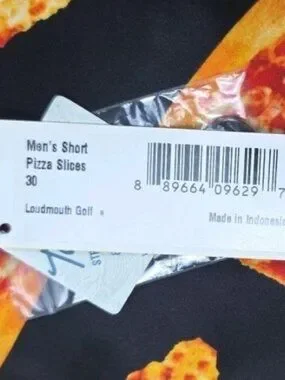 Men's Short
Pizza Slices
30
8 89664 09629 7
Loudmouth Golf
Made in Indonesia